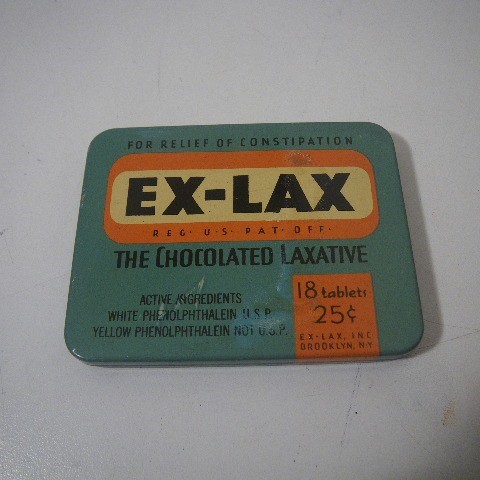 FOR RELIEF OF CONSTIPATION
EX-LAX
REG· U·S· PAT· OFF·
THE CHOCOLATED LAXATIVE
ACTIVE INGREDIENTS
WHITE PHENOLPHTHALEIN U.S.P.
YELLOW PHENOLPHTHALEIN NOT U.S.P.
18 tablets
25¢
EX-LAX, INC
BROOKLYN, N·Y